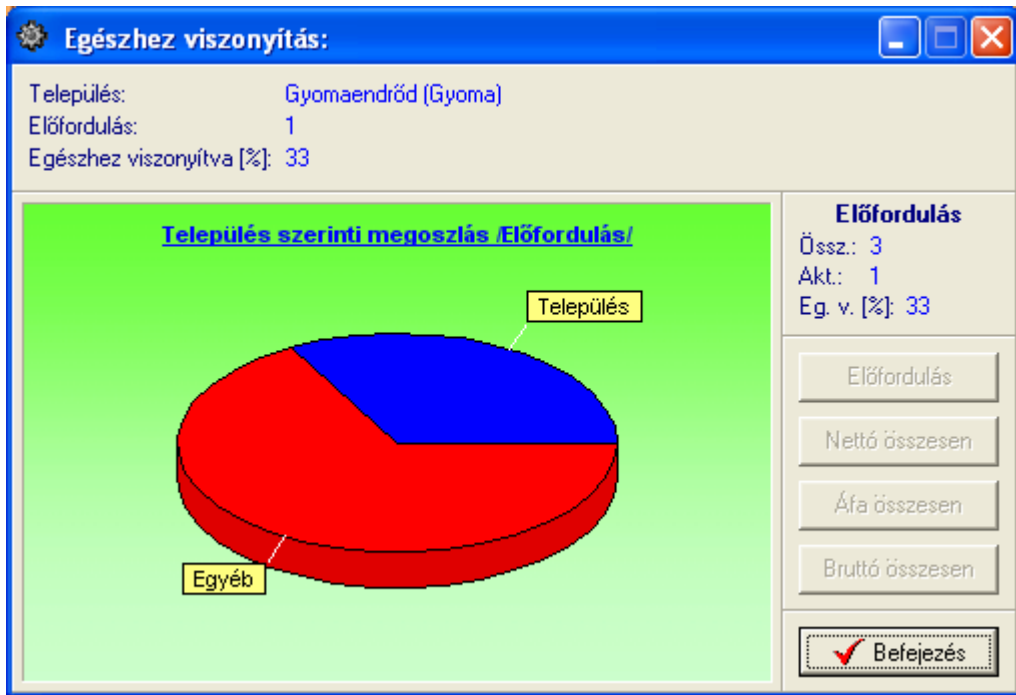 Egészhez viszonyítás:
Település: Gyomaendrőd (Gyoma)
Előfordulás: 1
Egészhez viszonyítva [%]: 33
Település szerinti megoszlás /Előfordulás/
Település
Egyéb
Előfordulás
Össz.: 3
Akt.: 1
Eg. v. [%]: 33
Előfordulás
Nettó összesen
Áfa összesen
Bruttó összesen
Befejezés